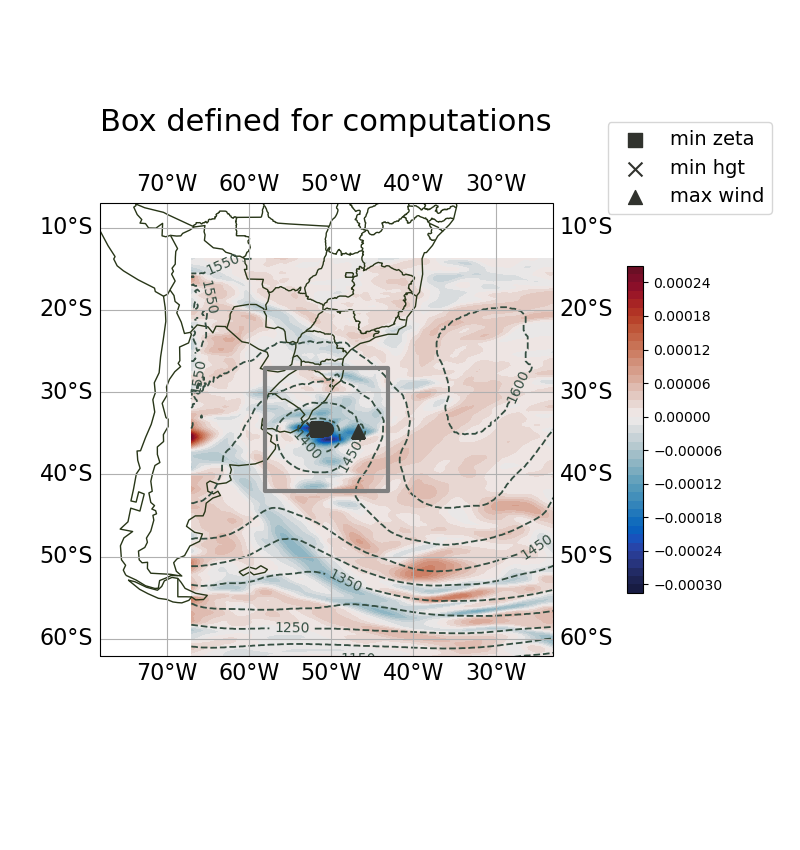 Box defined for computations
min zeta
min hgt
max wind
70°W 60°W 50°W 40°W 30°W
10°S 10°S
20°S 20°S
30°S 30°S
40°S 40°S
50°S 50°S
60°S 60°S
1550
1550
1550
1600
1400
1450
1450
1350
1250
70°W 60°W 50°W 40°W 30°W
0.00024
0.00018
0.00012
0.00006
0.00000
−0.00006
−0.00012
−0.00018
−0.00024
−0.00030